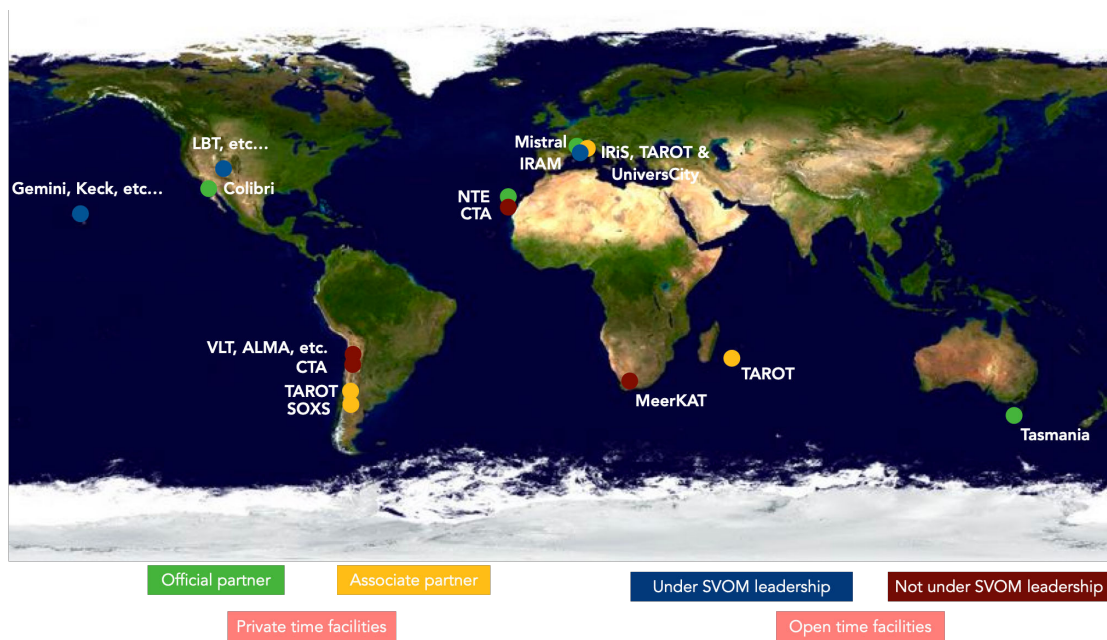 LBT, etc...
Gemini, Keck, etc...
Colibri
Mistral
IRAM
IRiS, TAROT &
UniversCity
NTE
CTA
VLT, ALMA, etc.
CTA
TAROT
SOXS
TAROT
MeerKAT
Tasmania
Official partner
Associate partner
Under SVOM leadership
Not under SVOM leadership
Private time facilities
Open time facilities